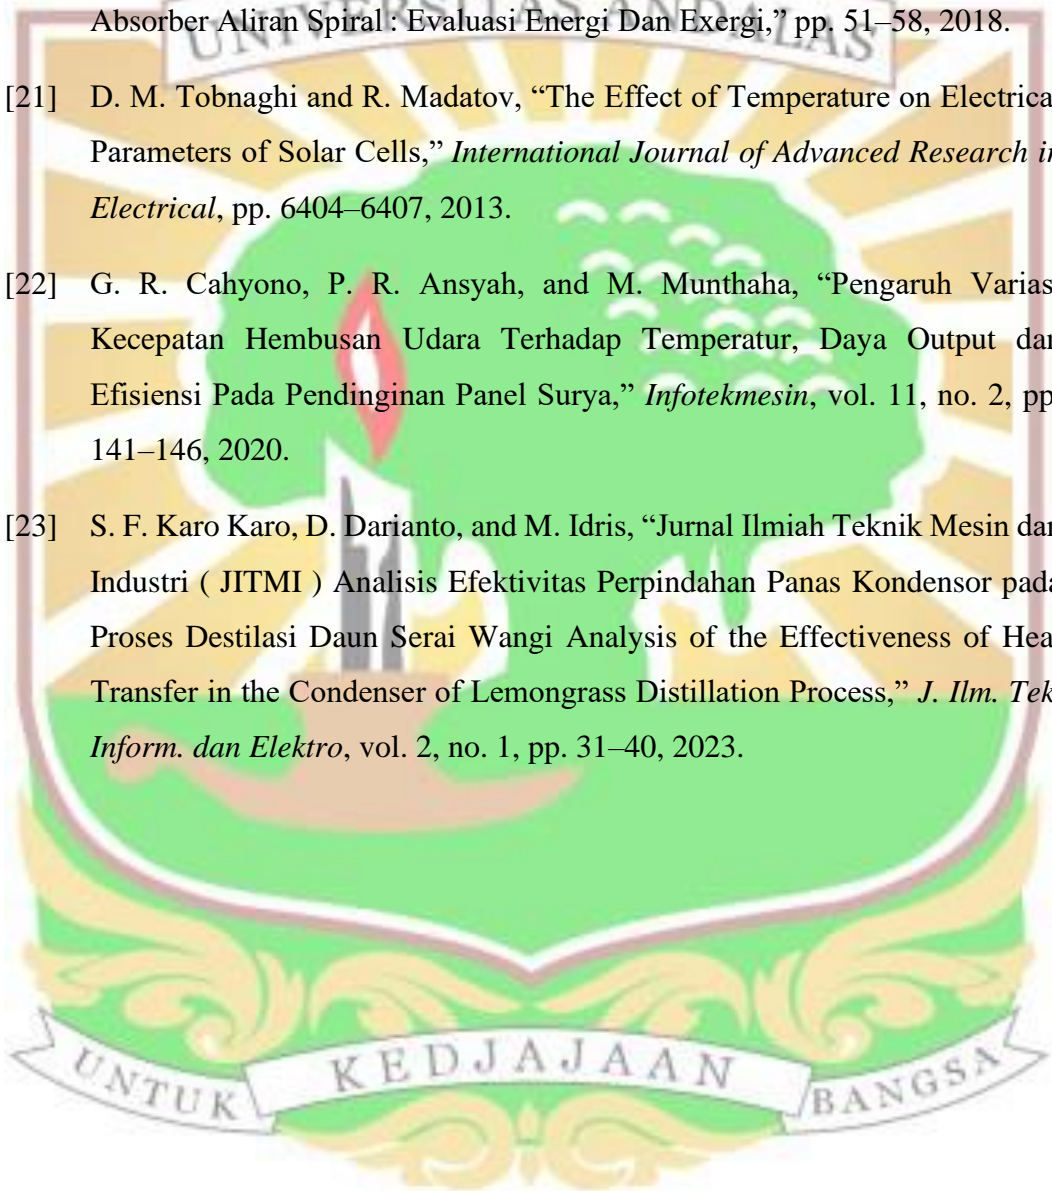 Absorber Aliran Spiral : Evaluasi Energi Dan Exergi,” pp. 51–58, 2018.
UNIVERSITAS ANDALAS
[21] D. M. Tobnaghi and R. Madatov, “The Effect of Temperature on Electrica
Parameters of Solar Cells,” International Journal of Advanced Research in
Electrical, pp. 6404–6407, 2013.
[22] G. R. Cahyono, P. R. Ansyah, and M. Munthaha, “Pengaruh Varias
Kecepatan Hembusan Udara Terhadap Temperatur, Daya Output dan
Efisiensi Pada Pendinginan Panel Surya,” Infotekmesin, vol. 11, no. 2, pp
141–146, 2020.
[23] S. F. Karo Karo, D. Darianto, and M. Idris, “Jurnal Ilmiah Teknik Mesin dan
Industri ( JITMI ) Analisis Efektivitas Perpindahan Panas Kondensor pada
Proses Destilasi Daun Serai Wangi Analysis of the Effectiveness of Hea
Transfer in the Condenser of Lemongrass Distillation Process,” J. Ilm. Tek
Inform. dan Elektro, vol. 2, no. 1, pp. 31–40, 2023.
UNTUK KEDJAJAAN BANGSA